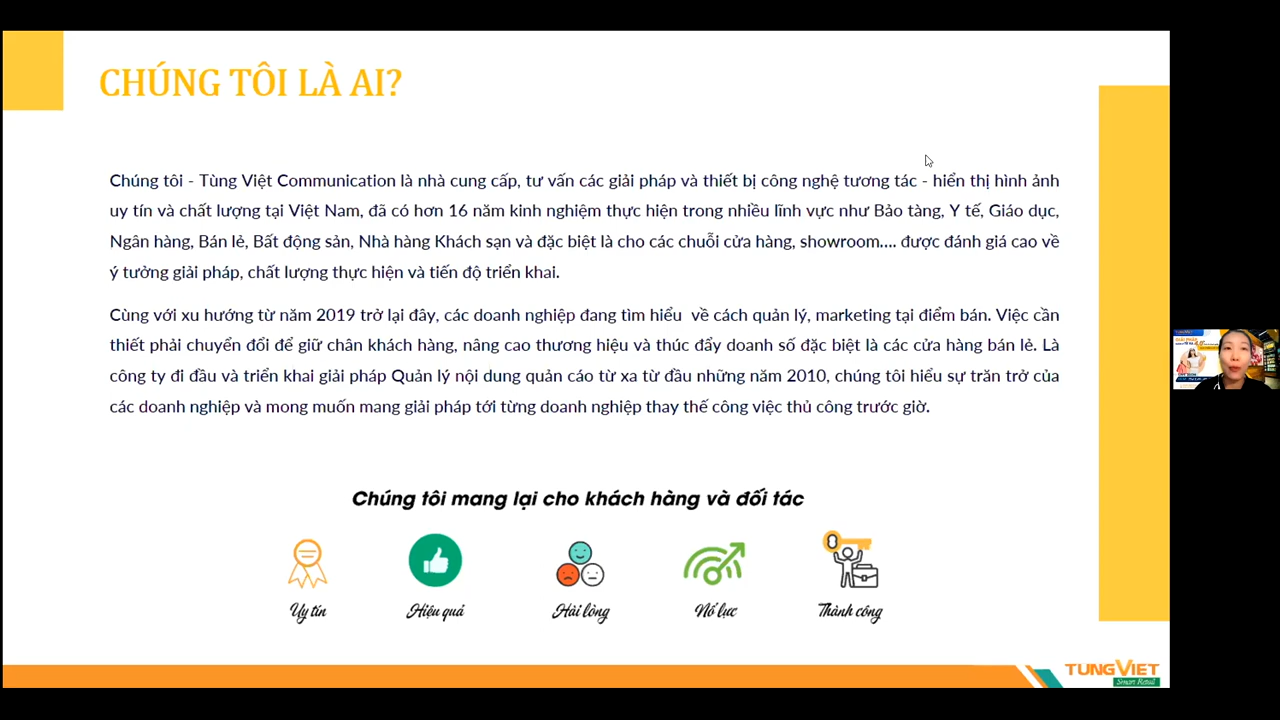 CHÚNG TÔI LÀ AI?
Chúng tôi - Tùng Việt Communication là nhà cung cấp, tư vấn các giải pháp và thiết bị công nghệ tương tác - hiển thị hình ảnh
uy tín và chất lượng tại Việt Nam, đã có hơn 16 năm kinh nghiệm thực hiện trong nhiều lĩnh vực như Bảo tàng, Y tế, Giáo dục,
Ngân hàng, Bán lẻ, Bất động sản, Nhà hàng Khách sạn và đặc biệt là cho các chuỗi cửa hàng, showroom.... được đánh giá cao về
ý tưởng giải pháp, chất lượng thực hiện và tiến độ triển khai.
Cùng với xu hướng từ năm 2019 trở lại đây, các doanh nghiệp đang tìm hiểu về cách quản lý, marketing tại điểm bán. Việc cần
thiết phải chuyển đổi để giữ chân khách hàng, nâng cao thương hiệu và thúc đẩy doanh số đặc biệt là các cửa hàng bán lẻ. Là
công ty đi đầu và triển khai giải pháp Quản lý nội dung quản cáo từ xa từ đầu những năm 2010, chúng tôi hiểu sự trăn trở của
các doanh nghiệp và mong muốn mang giải pháp tới từng doanh nghiệp thay thế công việc thủ công trước giờ.
Chúng tôi mang lại cho khách hàng và đối tác
Uy tín Hiệu quả Hài lòng Nỗ lực Thành công
TUNGVIET
Smart Retail